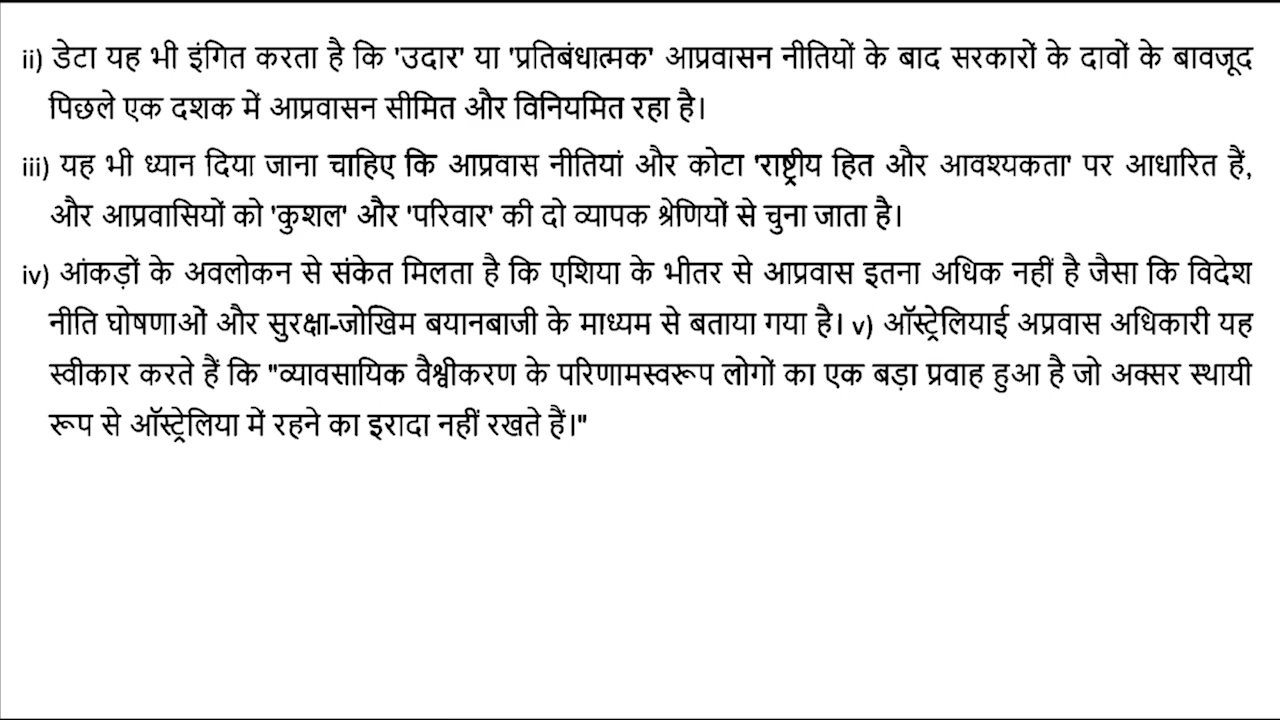 ii) डेटा यह भी इंगित करता है कि 'उदार' या 'प्रतिबंधात्मक' आप्रवासन नीतियों के बाद सरकारों के दावों के बावजूद
पिछले एक दशक में आप्रवासन सीमित और विनियमित रहा है।
iii) यह भी ध्यान दिया जाना चाहिए कि आप्रवास नीतियां और कोटा 'राष्ट्रीय हित और आवश्यकता' पर आधारित हैं,
और आप्रवासियों को 'कुशल' और 'परिवार' की दो व्यापक श्रेणियों से चुना जाता है।
iv) आंकड़ों के अवलोकन से संकेत मिलता है कि एशिया के भीतर से आप्रवास इतना अधिक नहीं है जैसा कि विदेश
नीति घोषणाओं और सुरक्षा-जोखिम बयानबाजी के माध्यम से बताया गया है। v) ऑस्ट्रेलियाई अप्रवास अधिकारी यह
स्वीकार करते हैं कि "व्यावसायिक वैश्वीकरण के परिणामस्वरूप लोगों का एक बड़ा प्रवाह हुआ है जो अक्सर स्थायी
रूप से ऑस्ट्रेलिया में रहने का इरादा नहीं रखते हैं।"